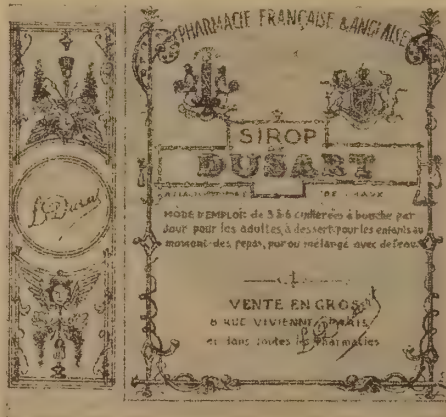 PHARMACIE FRANÇAISE & ANGLAISE
SIROP
DUSART
DE CHAUX
MODE D'EMPLOI: de 3 à 6 cuillerées à bouche par
Jour pour les adultes, à dessert pour les enfants au
moment des repas, pur ou mélangé avec de l'eau.
VENTE EN GROS
8 RUE VIVIENNE PARIS
et dans toutes les Pharmacies